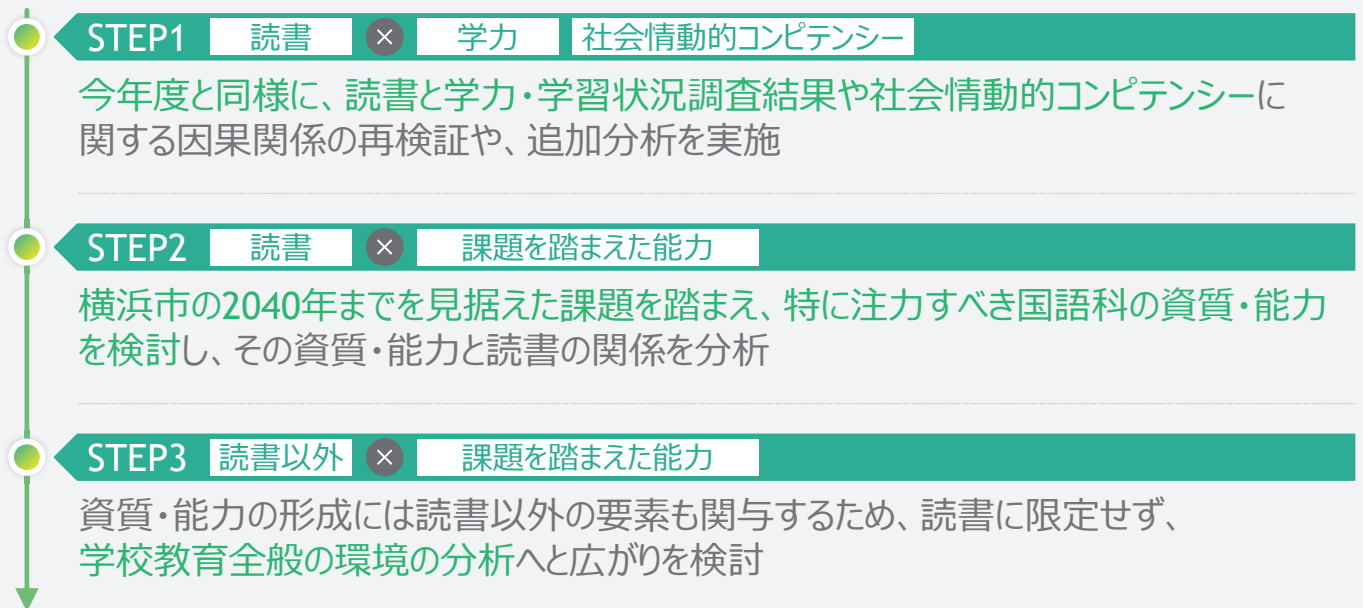 STEP1 読書 × 学力 社会情動的コンピテンシー
今年度と同様に、読書と学力・学習状況調査結果や社会情動的コンピテンシーに
関する因果関係の再検証や、追加分析を実施
STEP2 読書 × 課題を踏まえた能力
横浜市の2040年までを見据えた課題を踏まえ、特に注力すべき国語科の資質・能力
を検討し、その資質・能力と読書の関係を分析
STEP3 読書以外 × 課題を踏まえた能力
資質・能力の形成には読書以外の要素も関与するため、読書に限定せず、
学校教育全般の環境の分析へと広がりを検討